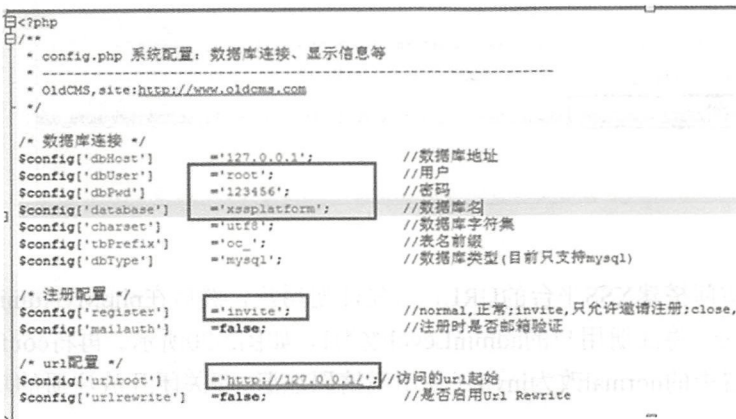 <?php
/**
* config.php 系统配置：数据库连接、显示信息等
* ----------------------------------------------------------------
* OldCMS,site:http://www.oldcms.com
*/
/* 数据库连接 */
$config['dbHost'] ='127.0.0.1'; //数据库地址
$config['dbUser'] ='root'; //用户
$config['dbPwd'] ='123456'; //密码
$config['database'] ='xssplatform'; //数据库名
$config['charset'] ='utf8'; //数据库字符集
$config['tbPrefix'] ='oc_'; //表名前缀
$config['dbType'] ='mysql'; //数据库类型(目前只支持mysql)
/* 注册配置 */
$config['register'] ='invite'; //normal,正常;invite,只允许邀请注册;close,
$config['mailauth'] =false; //注册时是否邮箱验证
/* url配置 */
$config['urlroot'] ='http://127.0.0.1/';//访问的url起始
$config['urlrewrite'] =false; //是否启用Url Rewrite